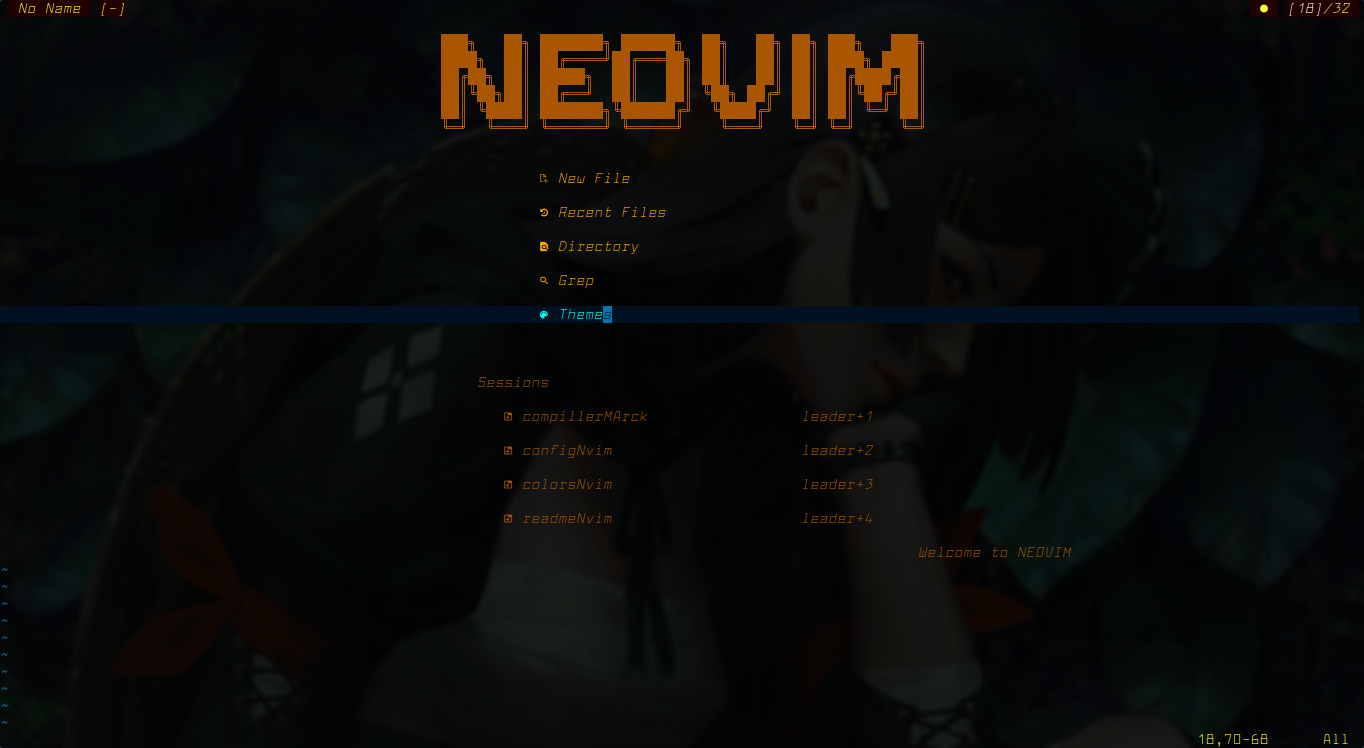 No Name [-] [18]/32
NEOVIM
New File
Recent Files
Directory
Grep
Themes
Sessions
compillerMArck leader+1
configNvim leader+2
colorsNvim leader+3
readmeNvim leader+4
Welcome to NEOVIM
~
~
~
~
~
~
~
~
~
~
18,70-68 All